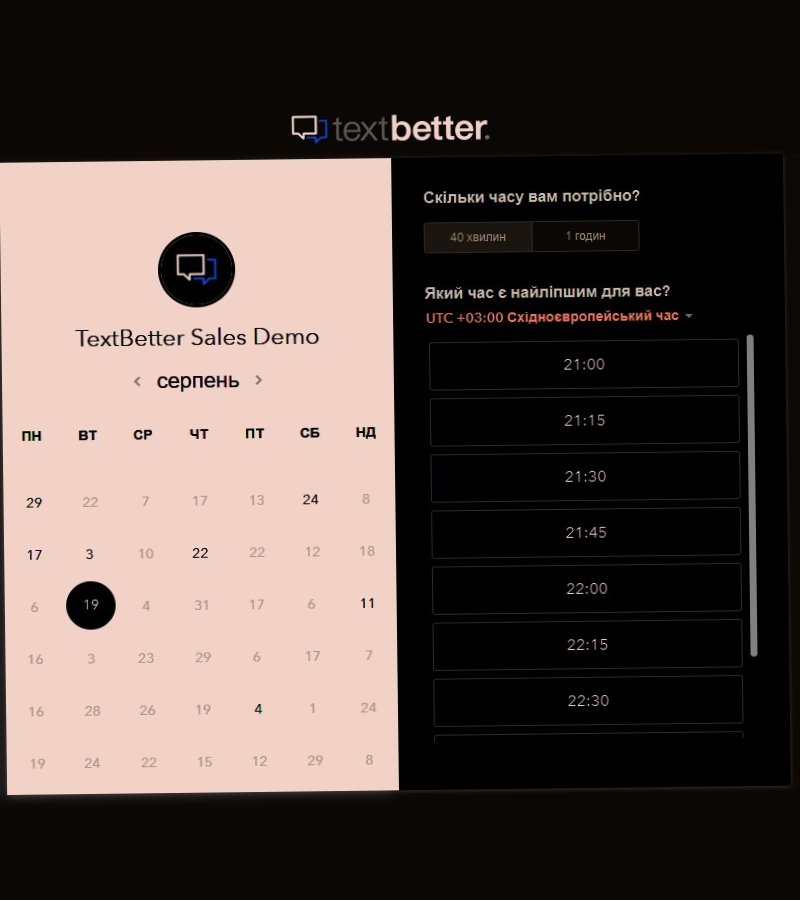 textbetter.
TextBetter Sales Demo
серпень
ПН ВТ СР ЧТ ПТ СБ НД
29 22 7 17 13 24 8
17 3 10 22 22 12 18
6 19 4 31 17 6 11
16 3 23 29 6 17 7
16 28 26 19 4 1 24
19 24 22 15 12 29 8
Скільки часу вам потрібно?
40 хвилин 1 годин
Який час є найліпшим для вас?
UTC +03:00 Східноєвропейський час
21:00
21:15
21:30
21:45
22:00
22:15
22:30